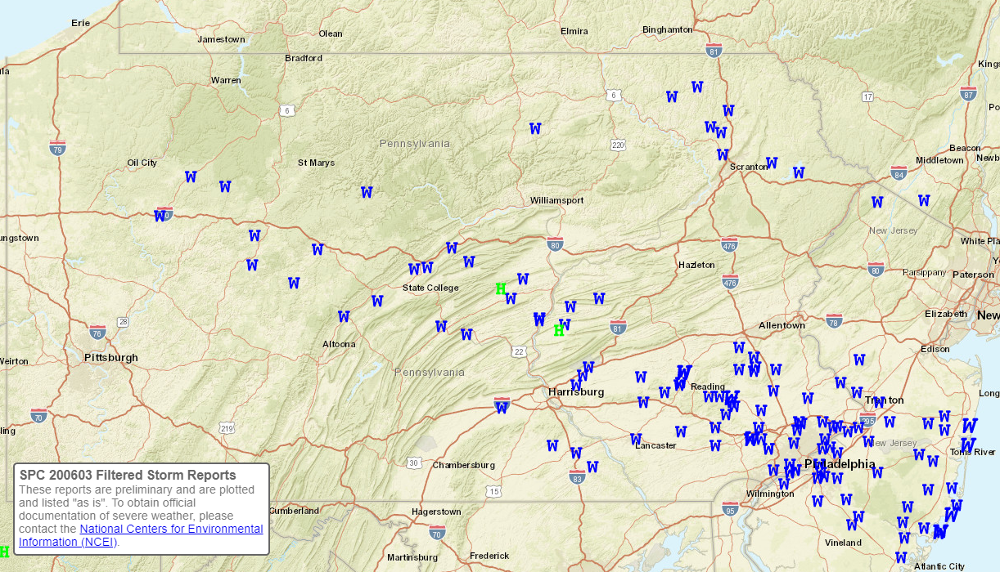 Erie
Jamestown
Olean
Elmira
Binghamton
81
Bradford
Warren
Kings
6
6
17
87
W
W
W
W
W
W
W
Po
79
Pennsylvania
220
Oil City
St Marys
Scranton
W
W
Beacon
Middletown
Newb
84
W
W
W
Williamsport
W
W
W
New Jersey
ungstown
W
W
W
W
80
476
White Pla
W
W
W
W
Hazleton
80
Parsippany
Paterson
W
W
State College
H
W
W
476
W
W
W
W
Elizabeth
New
28
76
W
W
W
W
H
81
Allentown
78
Altoona
Pittsburgh
22
Edison
Weirton
W
W
W
W
W
W
Pennsylvania
W
W
W
W
W
Reading
W
W
Harrisburg
W
W
W
W
W
W
W
Trenton
W
Long
70
W
219
W
W
W
W
295
W
W
W
W
ling
W
W
Lancaster
W
W
W
W
New Jersey
W
Toms River
30
Chambersburg
83
W
Philadelphia
W
W
W
15
Wilmington
W
W
W
W
SPC 200603 Filtered Storm Reports
These reports are preliminary and are plotted
and listed "as is". To obtain official
documentation of severe weather, please
contact the National Centers for Environmental
Information (NCEI).
H
Cumberland
Hagerstown
70
95
W
W
W
W
Vineland
Martinsburg
Frederick
W
Atlantic City